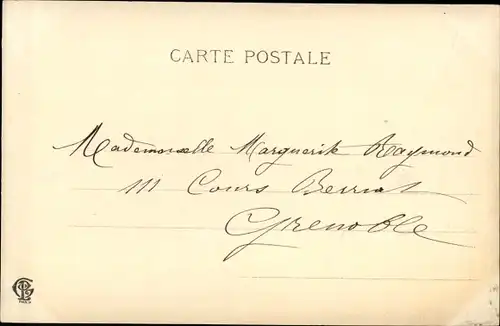 CARTE POSTALE
Mademoiselle Marguerite Raymond
111 Cours Berriat
Grenoble